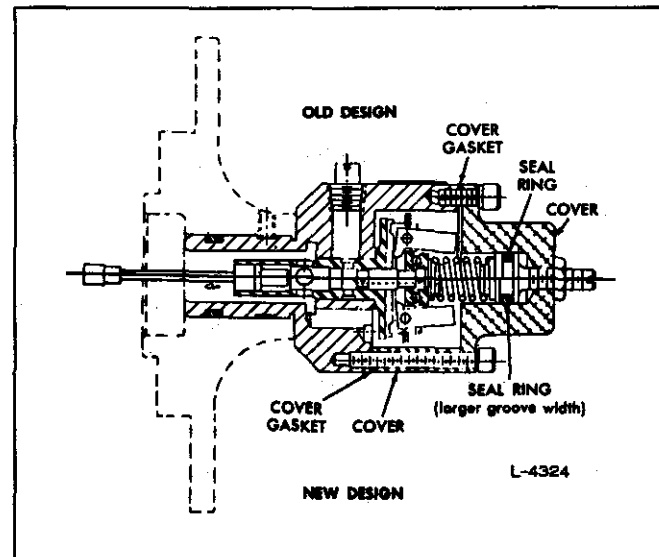 OLD DESIGN
COVER
GASKET
SEAL
RING
COVER
COVER
GASKET
COVER
SEAL RING
(larger groove width)
L-4324
NEW DESIGN